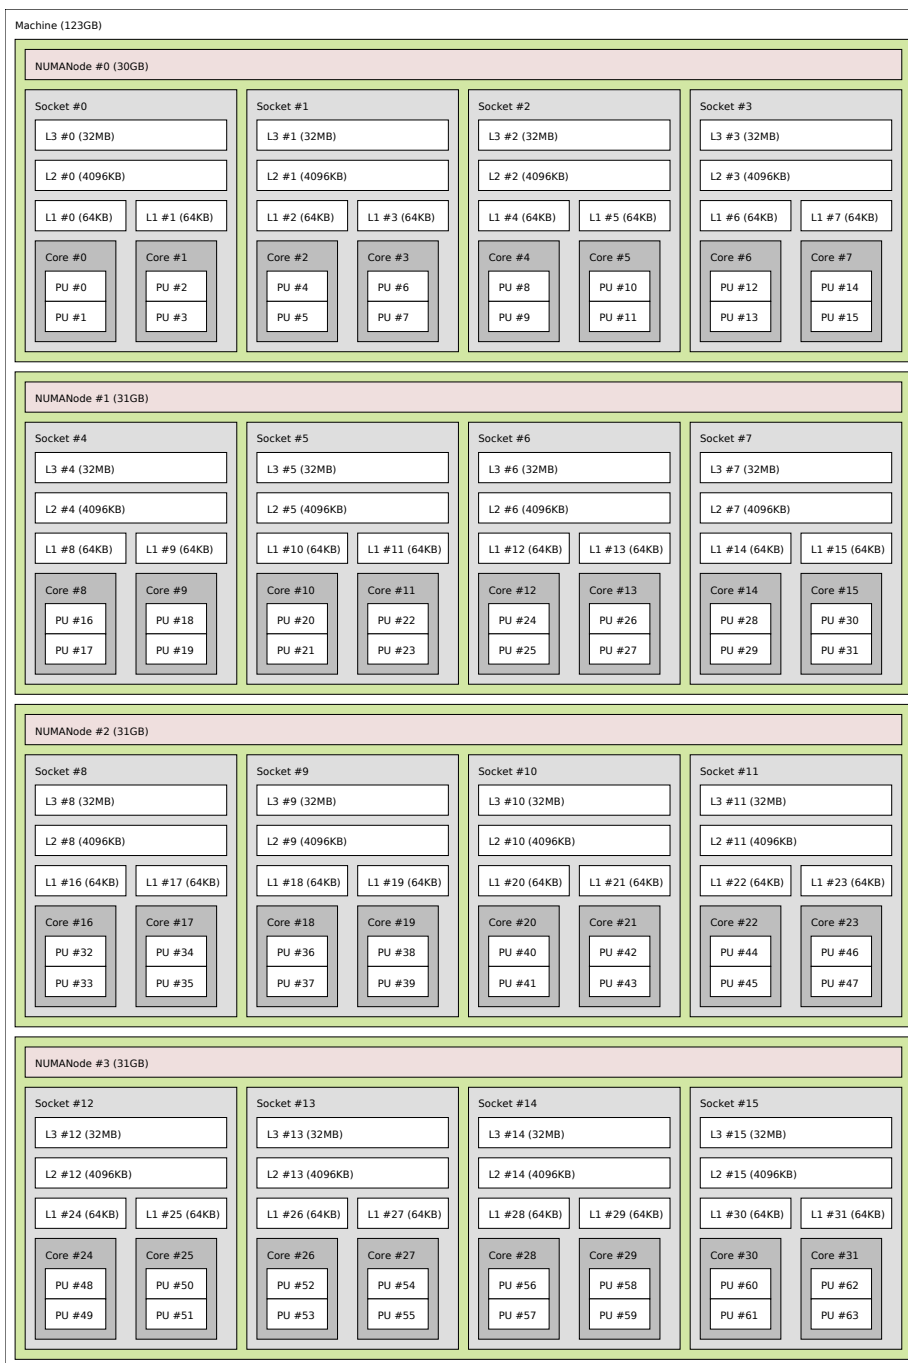 Machine (123GB)
NUMANode #0 (30GB)
Socket #0 Socket #1 Socket #2 Socket #3
L3 #0 (32MB) L3 #1 (32MB) L3 #2 (32MB) L3 #3 (32MB)
L2 #0 (4096KB) L2 #1 (4096KB) L2 #2 (4096KB) L2 #3 (4096KB)
L1 #0 (64KB) L1 #1 (64KB) L1 #2 (64KB) L1 #3 (64KB) L1 #4 (64KB) L1 #5 (64KB) L1 #6 (64KB) L1 #7 (64KB)
Core #0 Core #1 Core #2 Core #3 Core #4 Core #5 Core #6 Core #7
PU #0 PU #2 PU #4 PU #6 PU #8 PU #10 PU #12 PU #14
PU #1 PU #3 PU #5 PU #7 PU #9 PU #11 PU #13 PU #15
NUMANode #1 (31GB)
Socket #4 Socket #5 Socket #6 Socket #7
L3 #4 (32MB) L3 #5 (32MB) L3 #6 (32MB) L3 #7 (32MB)
L2 #4 (4096KB) L2 #5 (4096KB) L2 #6 (4096KB) L2 #7 (4096KB)
L1 #8 (64KB) L1 #9 (64KB) L1 #10 (64KB) L1 #11 (64KB) L1 #12 (64KB) L1 #13 (64KB) L1 #14 (64KB) L1 #15 (64KB)
Core #8 Core #9 Core #10 Core #11 Core #12 Core #13 Core #14 Core #15
PU #16 PU #18 PU #20 PU #22 PU #24 PU #26 PU #28 PU #30
PU #17 PU #19 PU #21 PU #23 PU #25 PU #27 PU #29 PU #31
NUMANode #2 (31GB)
Socket #8 Socket #9 Socket #10 Socket #11
L3 #8 (32MB) L3 #9 (32MB) L3 #10 (32MB) L3 #11 (32MB)
L2 #8 (4096KB) L2 #9 (4096KB) L2 #10 (4096KB) L2 #11 (4096KB)
L1 #16 (64KB) L1 #17 (64KB) L1 #18 (64KB) L1 #19 (64KB) L1 #20 (64KB) L1 #21 (64KB) L1 #22 (64KB) L1 #23 (64KB)
Core #16 Core #17 Core #18 Core #19 Core #20 Core #21 Core #22 Core #23
PU #32 PU #34 PU #36 PU #38 PU #40 PU #42 PU #44 PU #46
PU #33 PU #35 PU #37 PU #39 PU #41 PU #43 PU #45 PU #47
NUMANode #3 (31GB)
Socket #12 Socket #13 Socket #14 Socket #15
L3 #12 (32MB) L3 #13 (32MB) L3 #14 (32MB) L3 #15 (32MB)
L2 #12 (4096KB) L2 #13 (4096KB) L2 #14 (4096KB) L2 #15 (4096KB)
L1 #24 (64KB) L1 #25 (64KB) L1 #26 (64KB) L1 #27 (64KB) L1 #28 (64KB) L1 #29 (64KB) L1 #30 (64KB) L1 #31 (64KB)
Core #24 Core #25 Core #26 Core #27 Core #28 Core #29 Core #30 Core #31
PU #48 PU #50 PU #52 PU #54 PU #56 PU #58 PU #60 PU #62
PU #49 PU #51 PU #53 PU #55 PU #57 PU #59 PU #61 PU #63